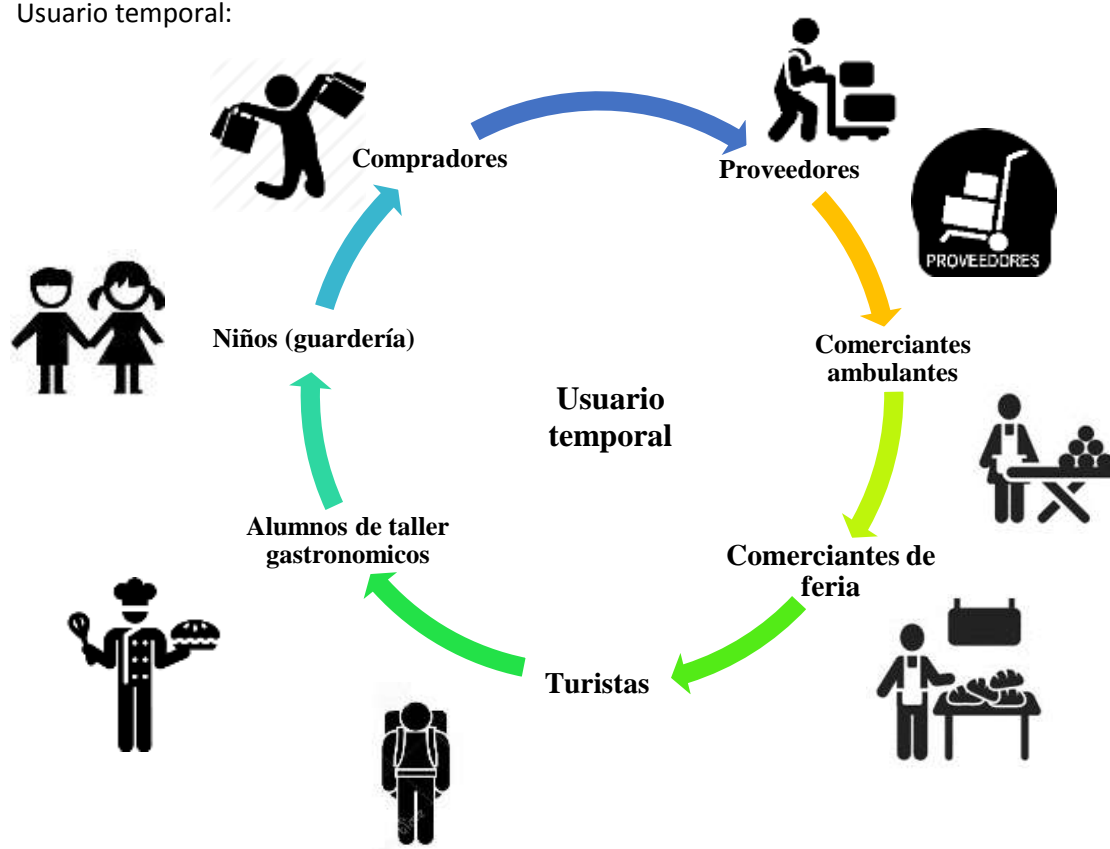 Usuario temporal:
Compradores
Proveedores
PROVEEDORES
Niños (guardería)
Comerciantes
ambulantes
Usuario
temporal
Alumnos de taller
gastronomicos
Comerciantes de
feria
Turistas